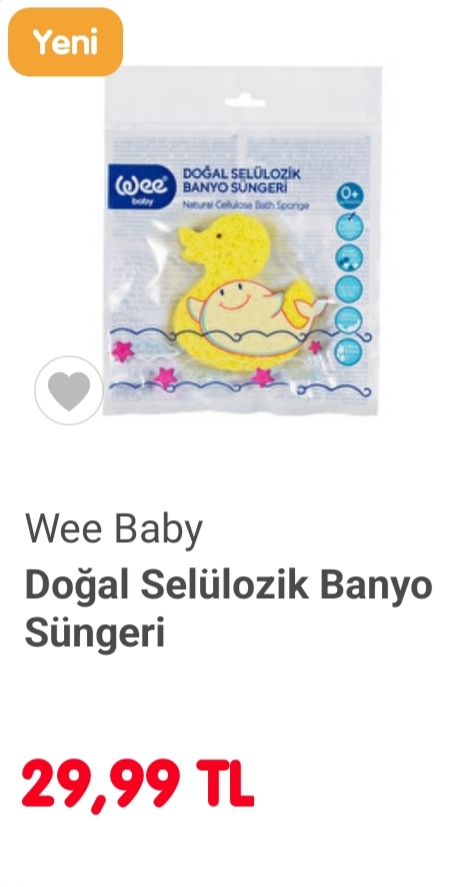 Yeni
Wee
baby
DOĞAL SELÜLOZİK
BANYO SÜNGERİ
Natural Cellulose Bath Sponge
0+
Wee Baby
Doğal Selülozik Banyo
Süngeri
29,99 TL